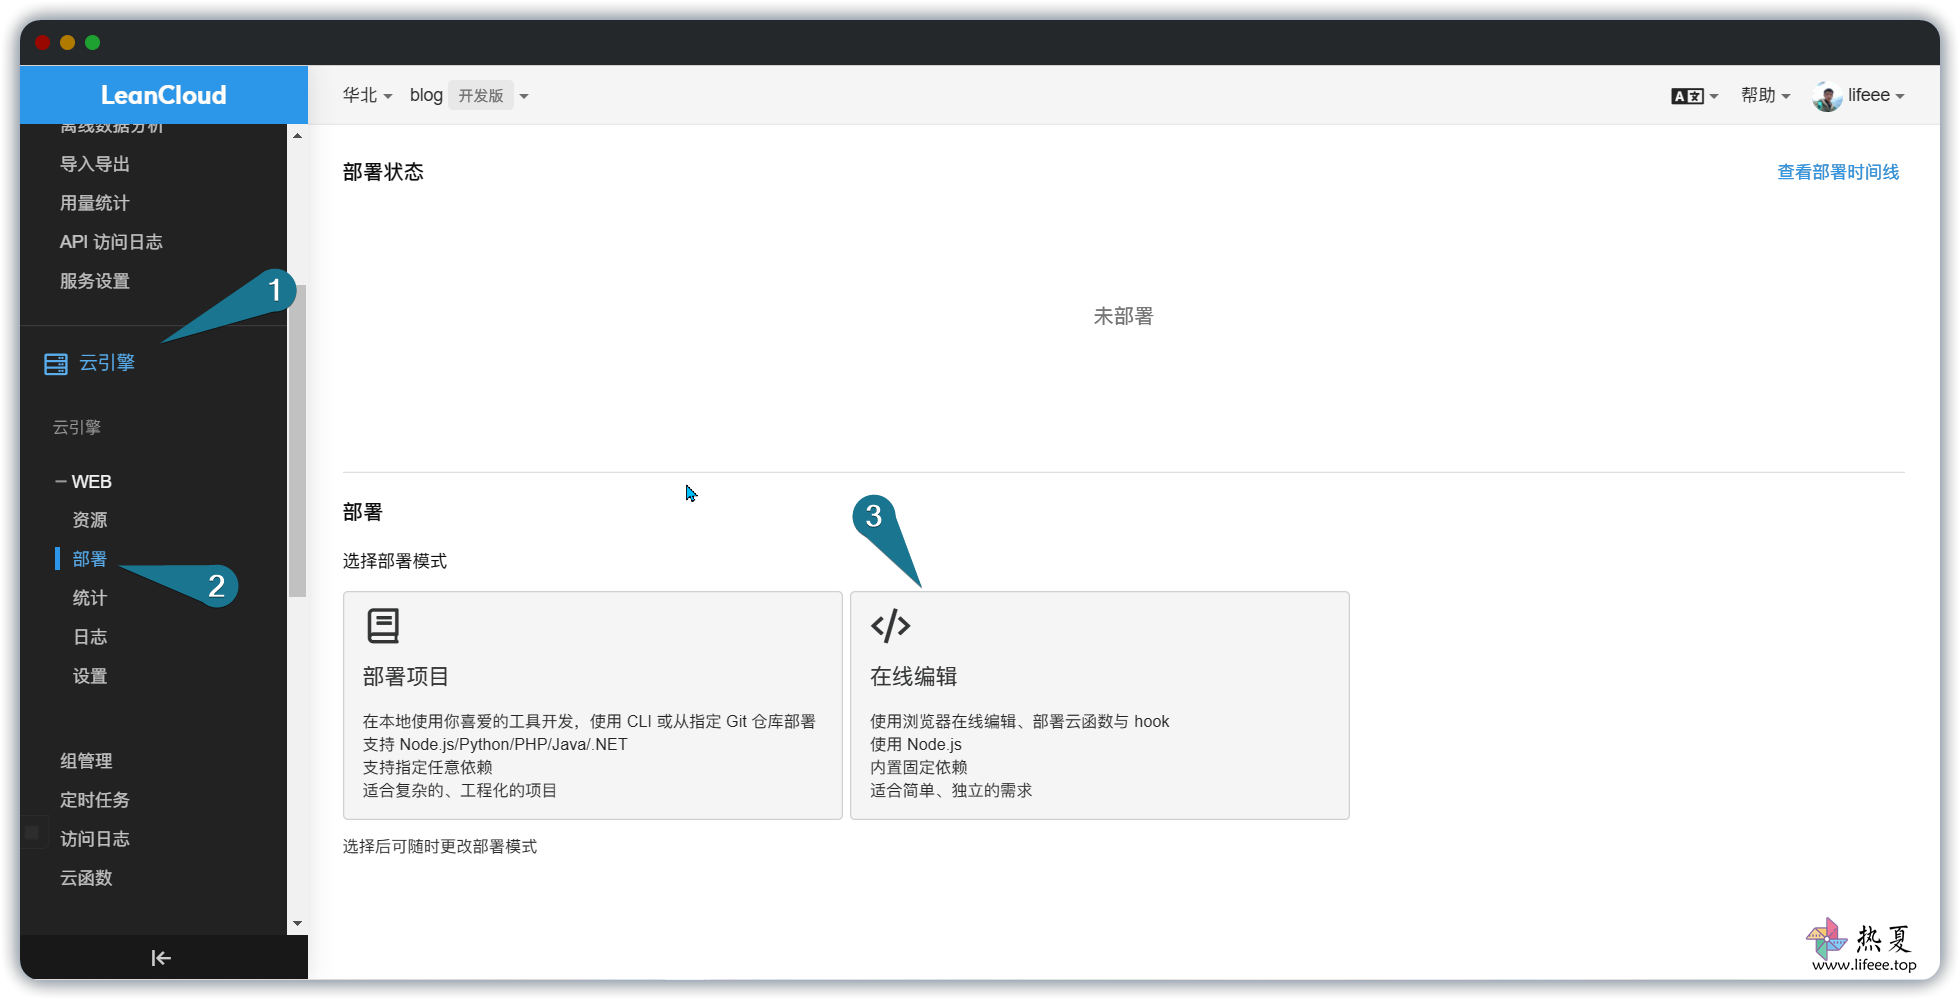 LeanCloud
华北
blog
开发版
A文
帮助
lifeee
离线数据分析
导入导出
用量统计
API 访问日志
服务设置
1
云引擎
云引擎
WEB
资源
部署
2
统计
日志
设置
组管理
定时任务
访问日志
云函数
部署状态
查看部署时间线
未部署
部署
3
选择部署模式
部署项目
在本地使用你喜爱的工具开发，使用 CLI 或从指定 Git 仓库部署
支持 Node.js/Python/PHP/Java/.NET
支持指定任意依赖
适合复杂的、工程化的项目
在线编辑
使用浏览器在线编辑、部署云函数与 hook
使用 Node.js
内置固定依赖
适合简单、独立的需求
选择后可随时更改部署模式
热夏
www.lifeee.top